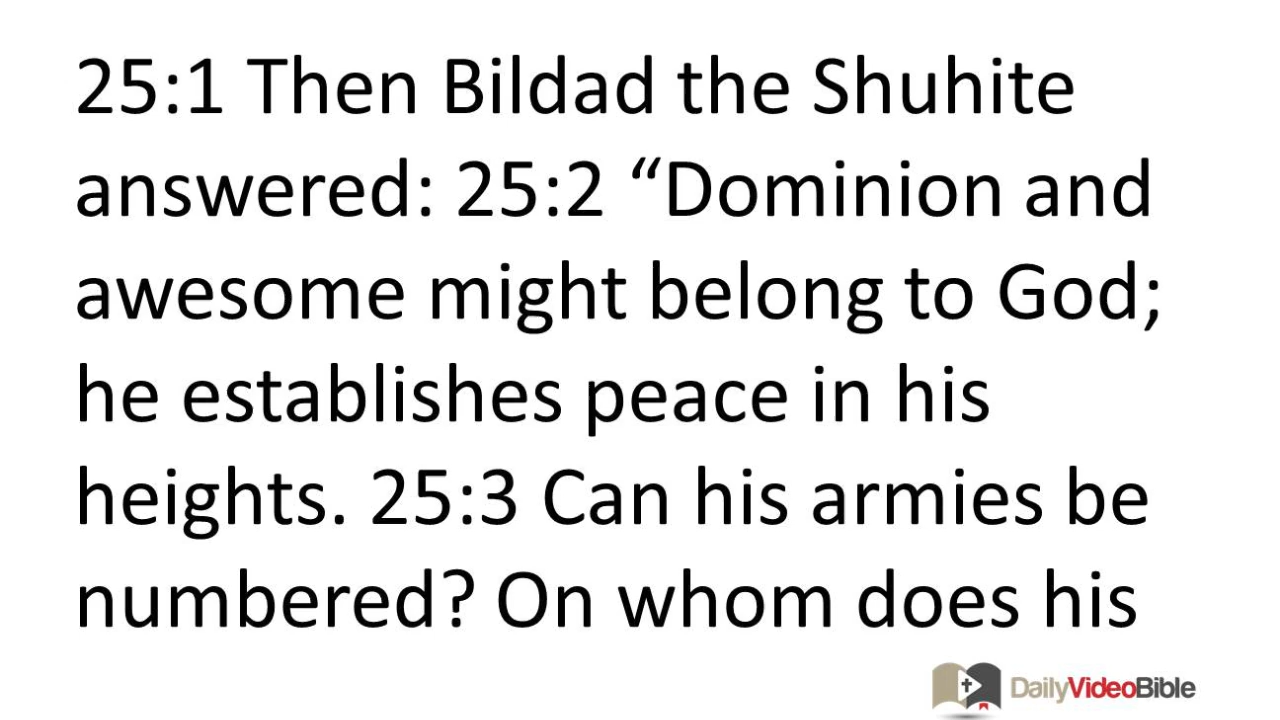 25:1 Then Bildad the Shuhite
answered: 25:2 “Dominion and
awesome might belong to God;
he establishes peace in his
heights. 25:3 Can his armies be
numbered? On whom does his
DailyVideoBible